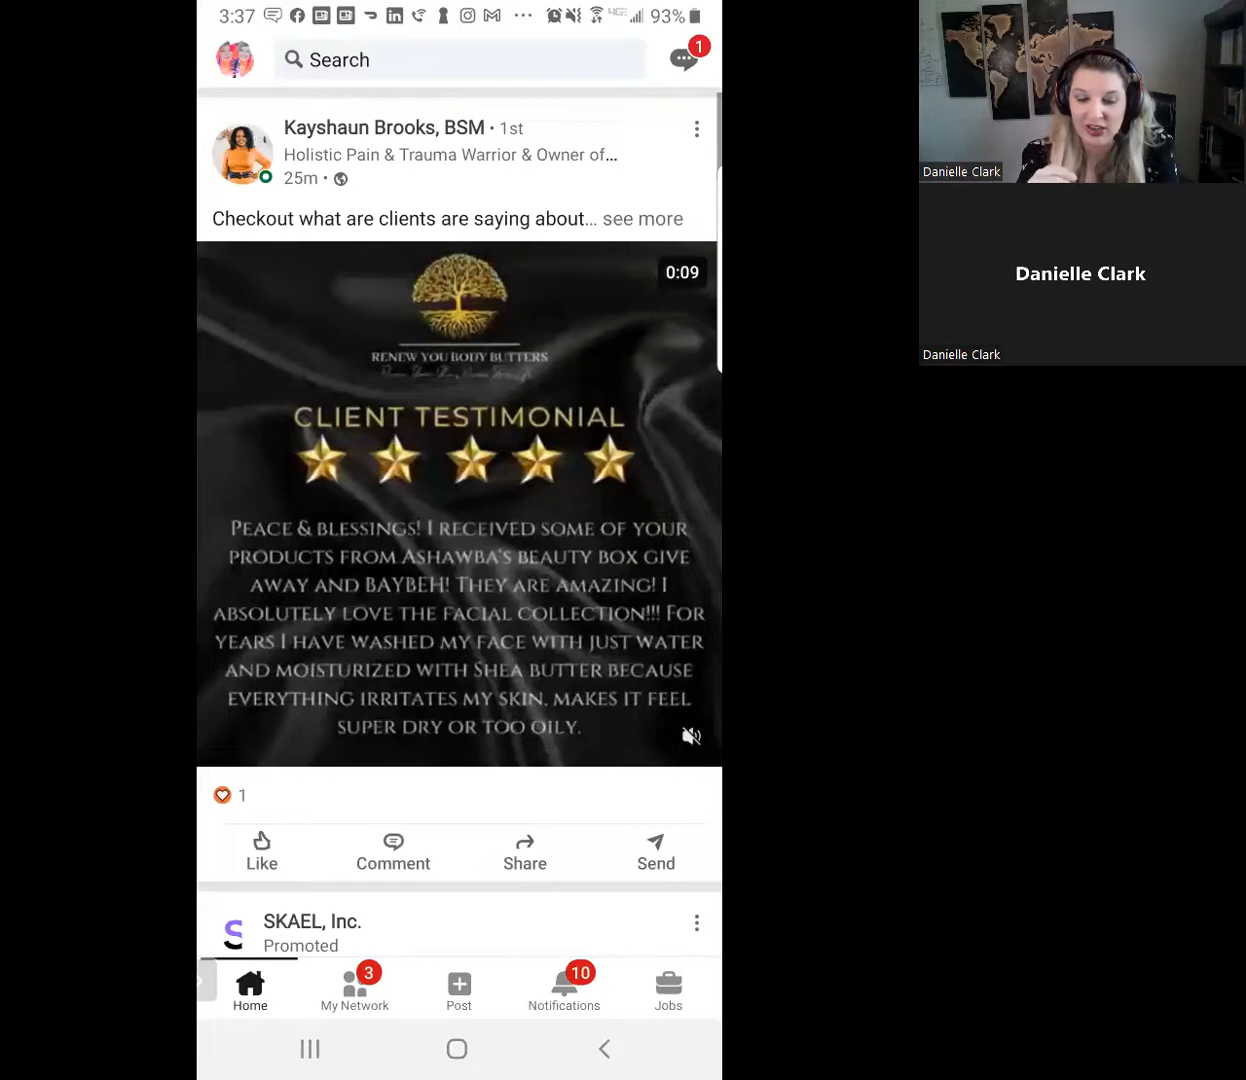 3:37
93%
Search
1
Kayshaun Brooks, BSM • 1st
Holistic Pain & Trauma Warrior & Owner of...
25m •
Checkout what are clients are saying about... see more
0:09
RENEW YOU BODY BUTTERS
CLIENT TESTIMONIAL
PEACE & BLESSINGS! I RECEIVED SOME OF YOUR
PRODUCTS FROM ASHAWBA'S BEAUTY BOX GIVE
AWAY AND BAYBEH! THEY ARE AMAZING! I
ABSOLUTELY LOVE THE FACIAL COLLECTION!!! FOR
YEARS I HAVE WASHED MY FACE WITH JUST WATER
AND MOISTURIZED WITH SHEA BUTTER BECAUSE
EVERYTHING IRRITATES MY SKIN, MAKES IT FEEL
SUPER DRY OR TOO OILY.
1
Like Comment Share Send
SKAEL, Inc.
Promoted
3 10
Home My Network Post Notifications Jobs
Danielle Clark
Danielle Clark
Danielle Clark